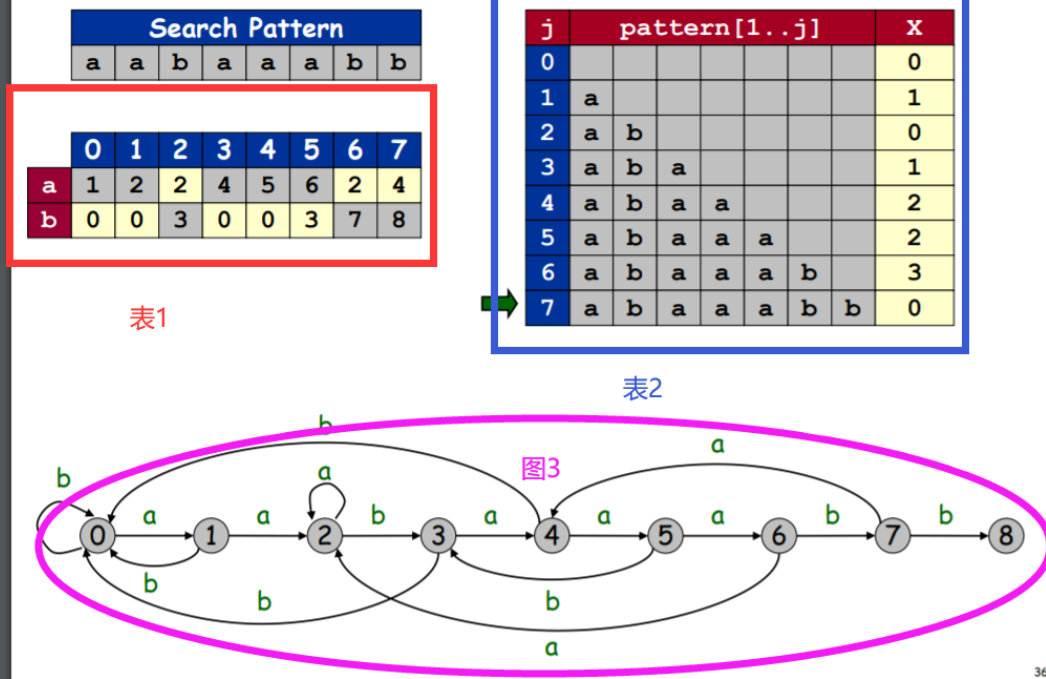 Search Pattern
a a b a a a b b
0 1 2 3 4 5 6 7
a 1 2 2 4 5 6 2 4
b 0 0 3 0 0 3 7 8
表1
j pattern[1..j] X
0 0
1 a 1
2 a b 0
3 a b a 1
4 a b a a 2
5 a b a a a 2
6 a b a a a b 3
7 a b a a a b b 0
表2
b
a
图3
b a
a a b a a a b b
0 1 2 3 4 5 6 7 8
b
b b
a
36